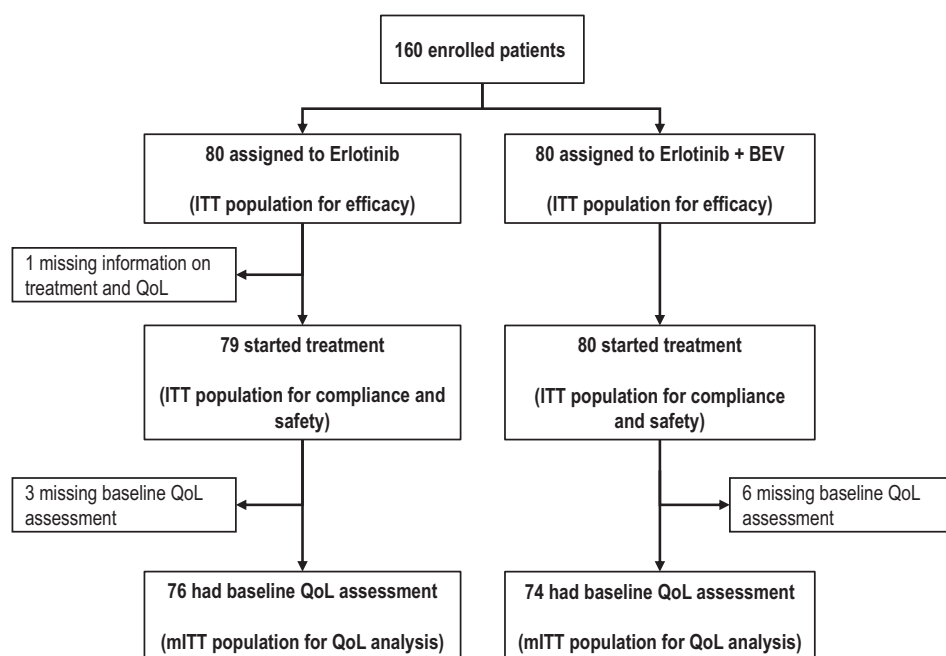 160 enrolled patients
80 assigned to Erlotinib
(ITT population for efficacy)
80 assigned to Erlotinib + BEV
(ITT population for efficacy)
1 missing information on
treatment and QoL
79 started treatment
(ITT population for compliance and
safety)
80 started treatment
(ITT population for compliance
and safety)
3 missing baseline QoL
assessment
6 missing baseline QoL
assessment
76 had baseline QoL assessment
(mITT population for QoL analysis)
74 had baseline QoL assessment
(mITT population for QoL analysis)